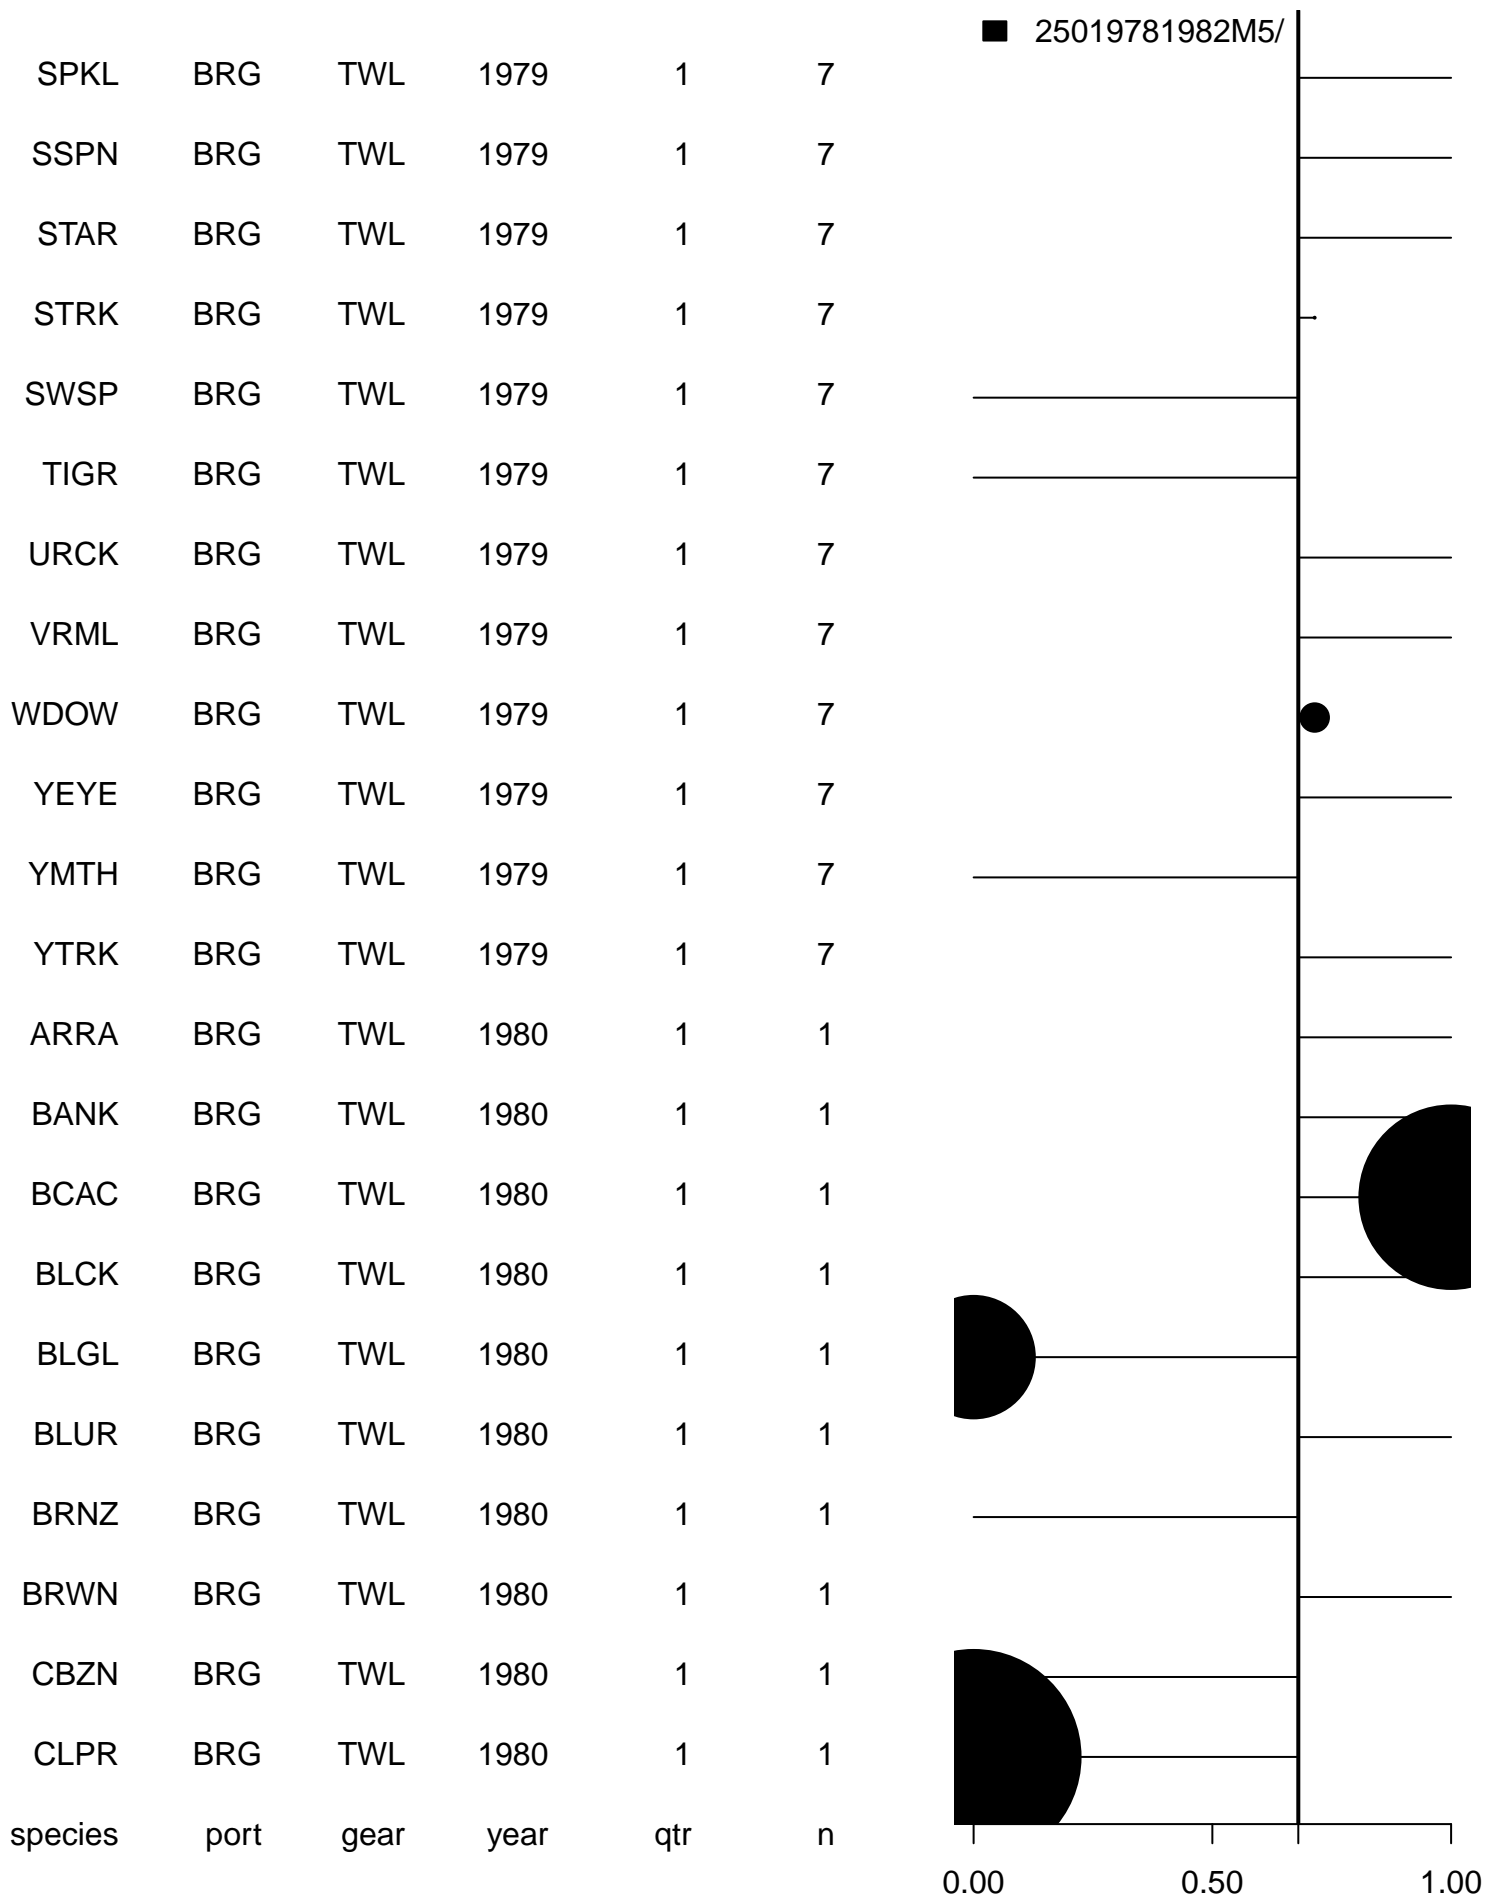 25019781982M5/
SPKL BRG TWL 1979 1 7
SSPN BRG TWL 1979 1 7
STAR BRG TWL 1979 1 7
STRK BRG TWL 1979 1 7
SWSP BRG TWL 1979 1 7
TIGR BRG TWL 1979 1 7
URCK BRG TWL 1979 1 7
VRML BRG TWL 1979 1 7
WDOW BRG TWL 1979 1 7
YEYE BRG TWL 1979 1 7
YMTH BRG TWL 1979 1 7
YTRK BRG TWL 1979 1 7
ARRA BRG TWL 1980 1 1
BANK BRG TWL 1980 1 1
BCAC BRG TWL 1980 1 1
BLCK BRG TWL 1980 1 1
BLGL BRG TWL 1980 1 1
BLUR BRG TWL 1980 1 1
BRNZ BRG TWL 1980 1 1
BRWN BRG TWL 1980 1 1
CBZN BRG TWL 1980 1 1
CLPR BRG TWL 1980 1 1
species port gear year qtr n
0.00 0.50 1.00